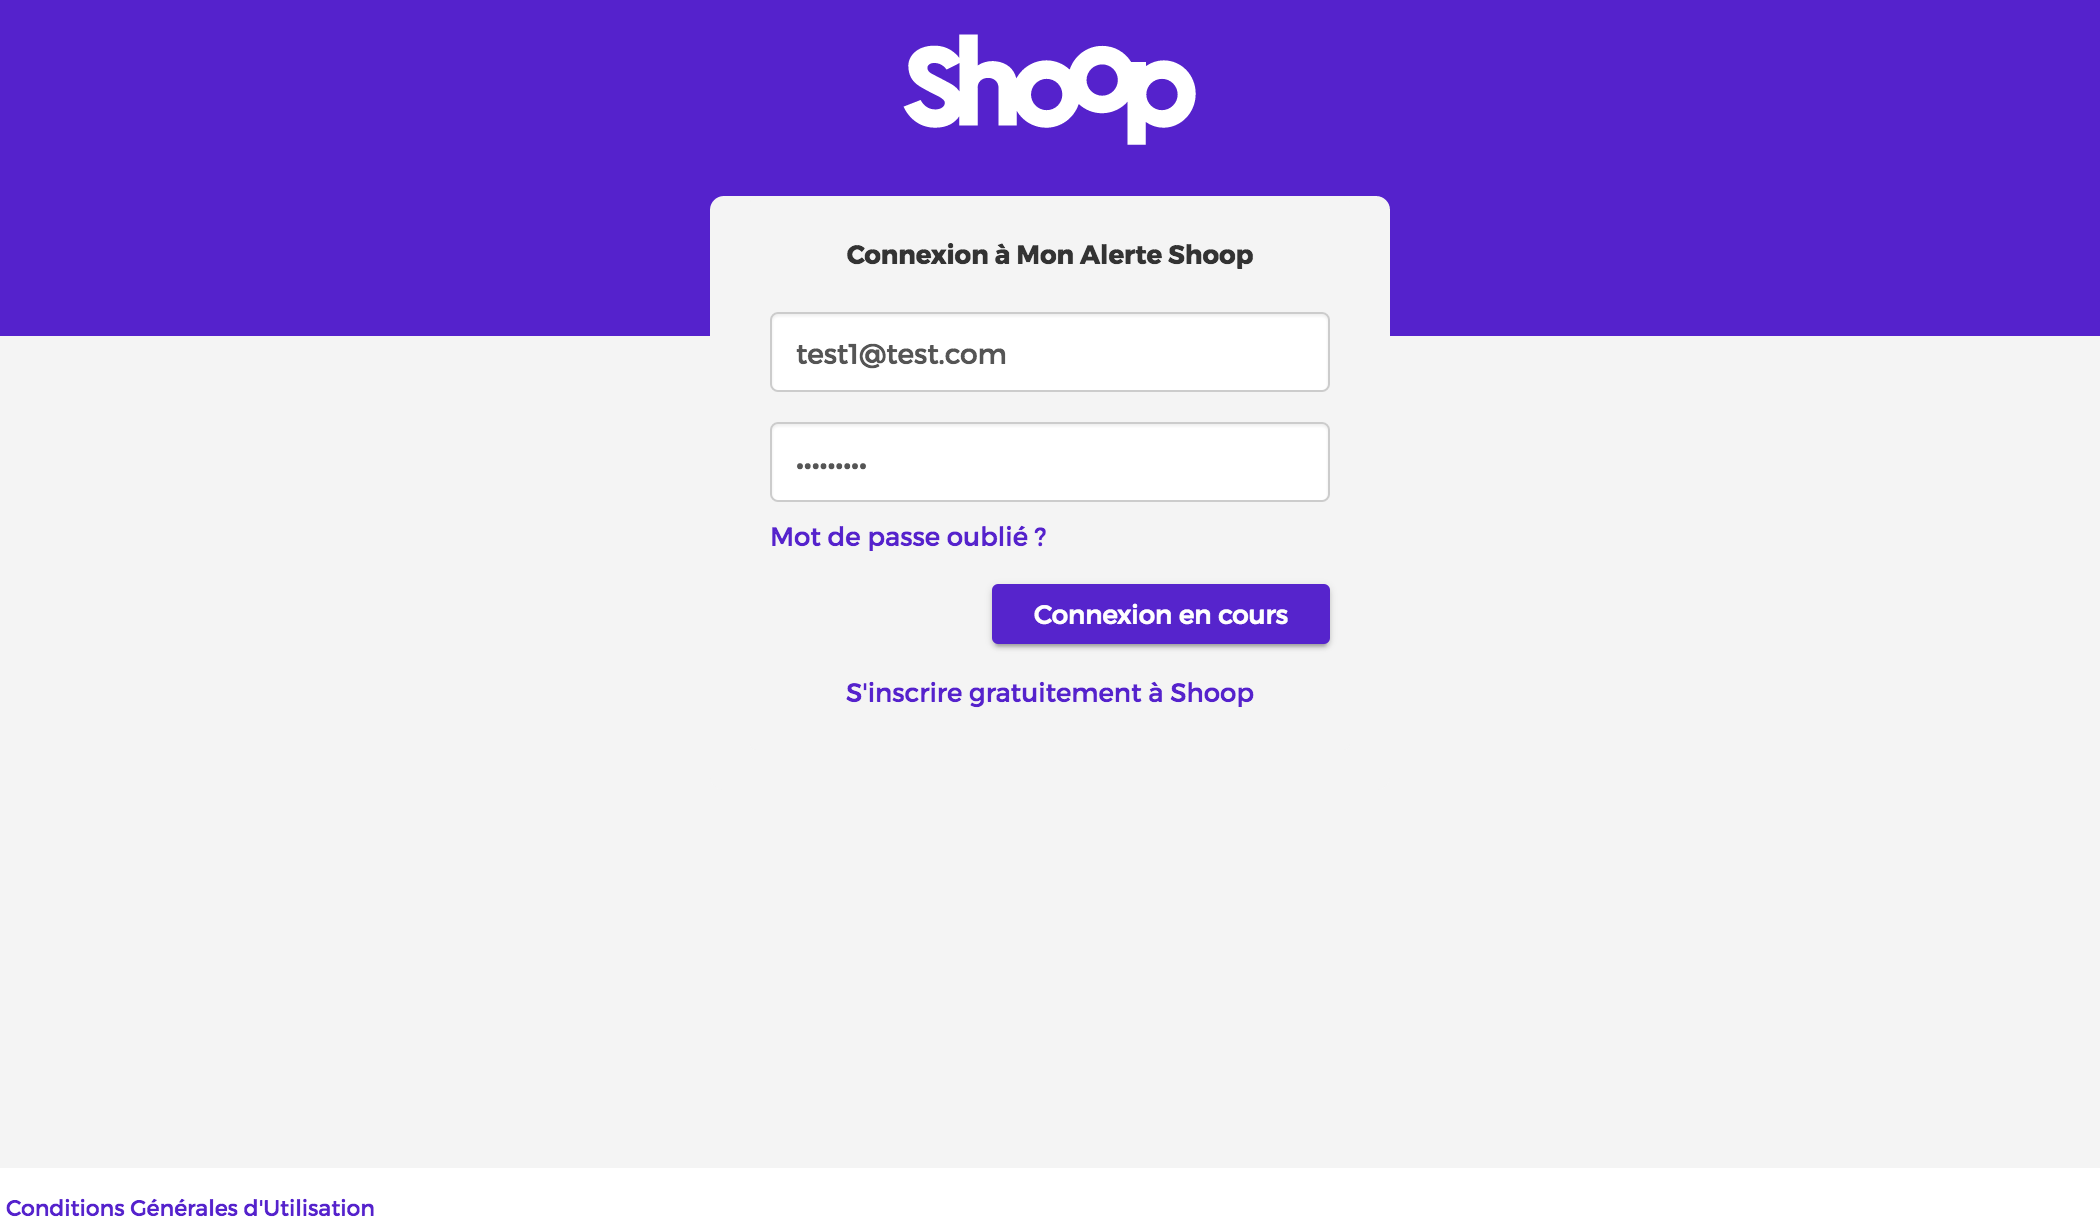 Shoop
Connexion à Mon Alerte Shoop
test1@test.com
•••••••••
Mot de passe oublié ?
Connexion en cours
S'inscrire gratuitement à Shoop
Conditions Générales d'Utilisation